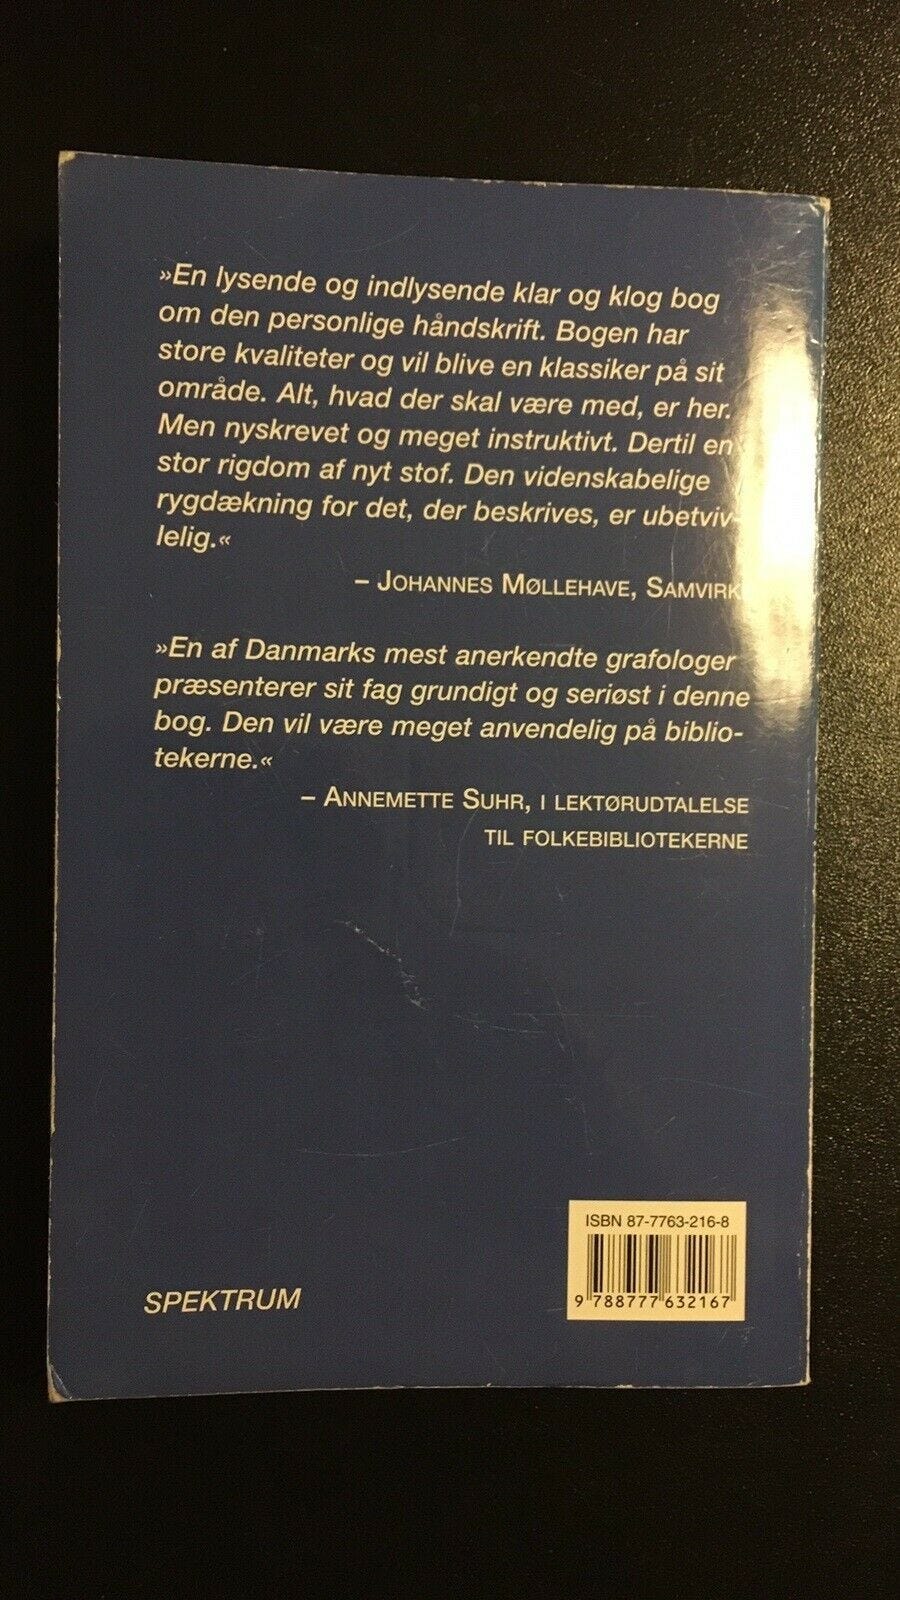 »En lysende og indlysende klar og klog bog
om den personlige håndskrift. Bogen har
store kvaliteter og vil blive en klassiker på sit
område. Alt, hvad der skal være med, er her.
Men nyskrevet og meget instruktivt. Dertil en
stor rigdom af nyt stof. Den videnskabelige
rygdækning for det, der beskrives, er ubetviv-
lelig.«
– JOHANNES MØLLEHAVE, SAMVIRK
»En af Danmarks mest anerkendte grafologer
præsenterer sit fag grundigt og seriøst i denne
bog. Den vil være meget anvendelig på biblio-
tekerne.«
– ANNEMETTE SUHR, I LEKTØRUDTALELSE
TIL FOLKEBIBLIOTEKERNE
ISBN 87-7763-216-8
9 788777 632167
SPEKTRUM